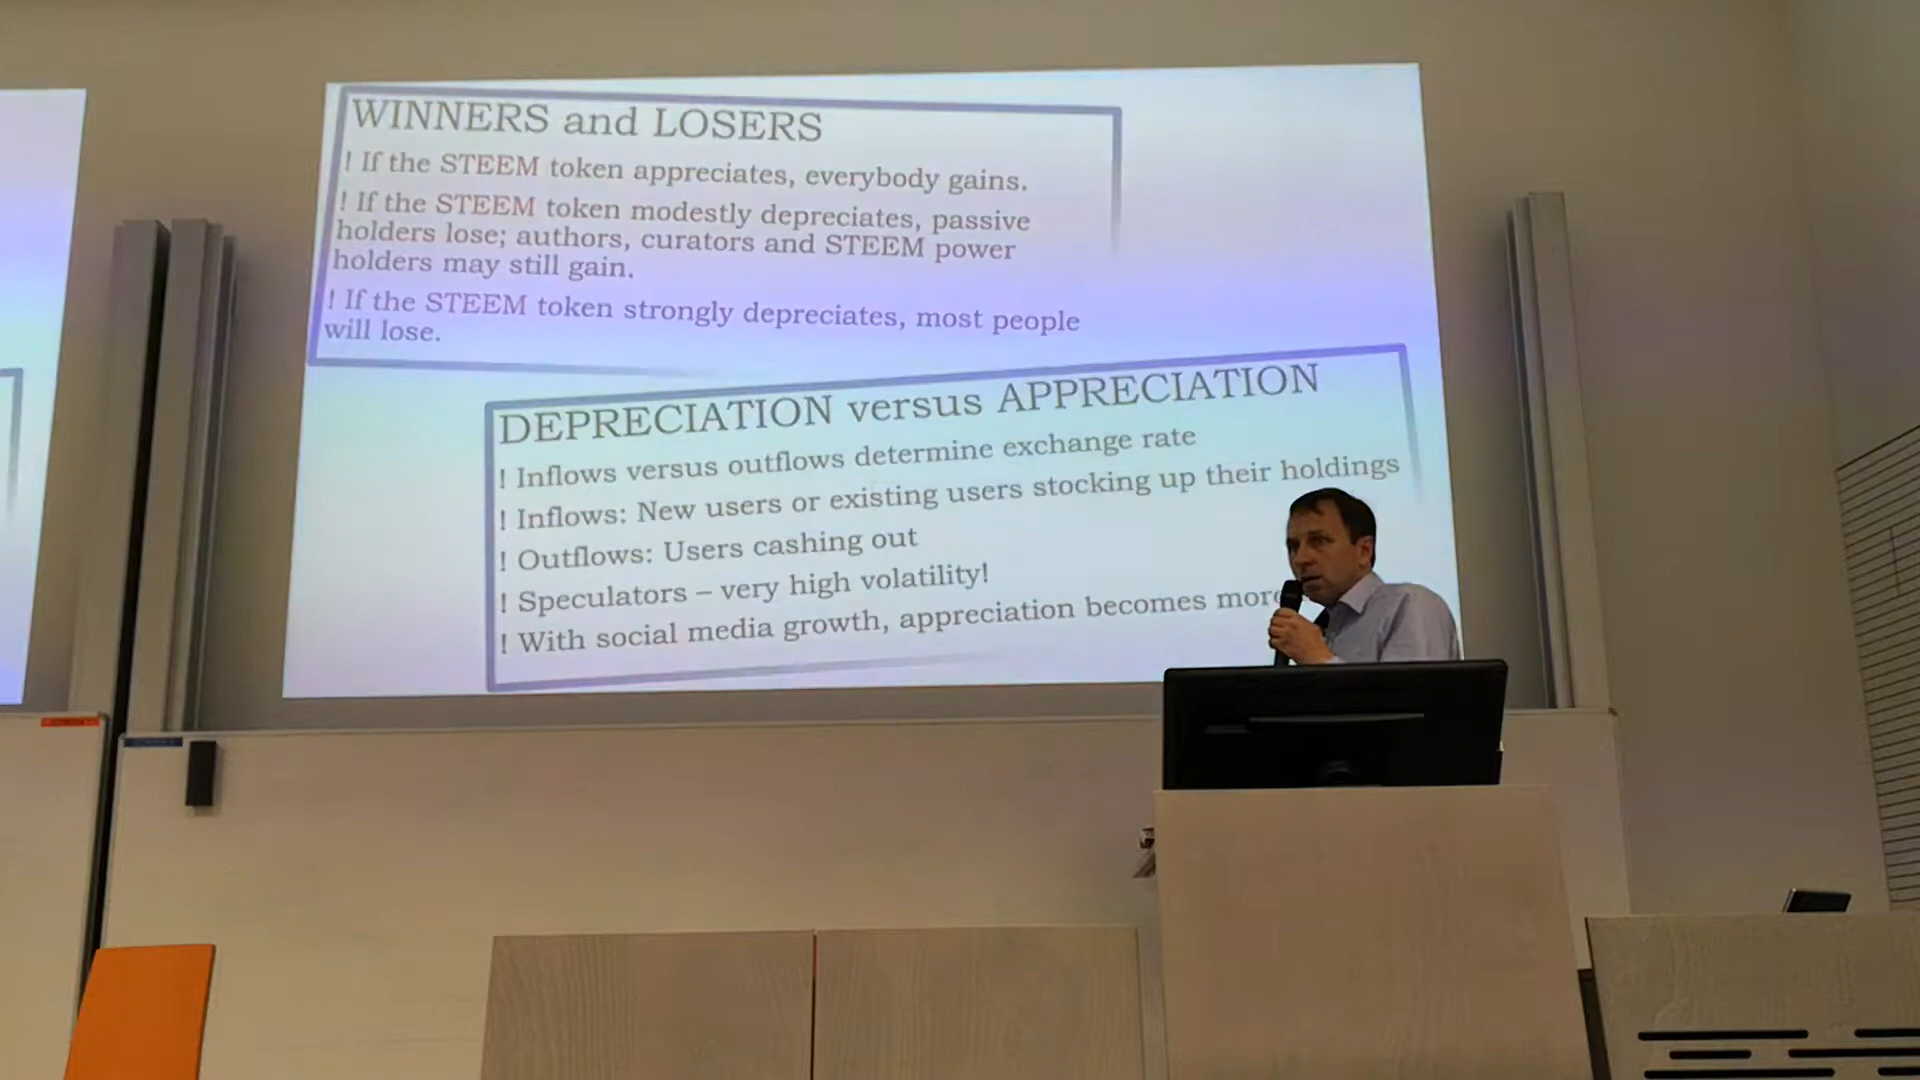 WINNERS and LOSERS
! If the STEEM token appreciates, everybody gains.
! If the STEEM token modestly depreciates, passive
holders lose; authors, curators and STEEM power
holders may still gain.
! If the STEEM token strongly depreciates, most people
will lose.
DEPRECIATION versus APPRECIATION
! Inflows versus outflows determine exchange rate
! Inflows: New users or existing users stocking up their holdings
! Outflows: Users cashing out
! Speculators – very high volatility!
! With social media growth, appreciation becomes more